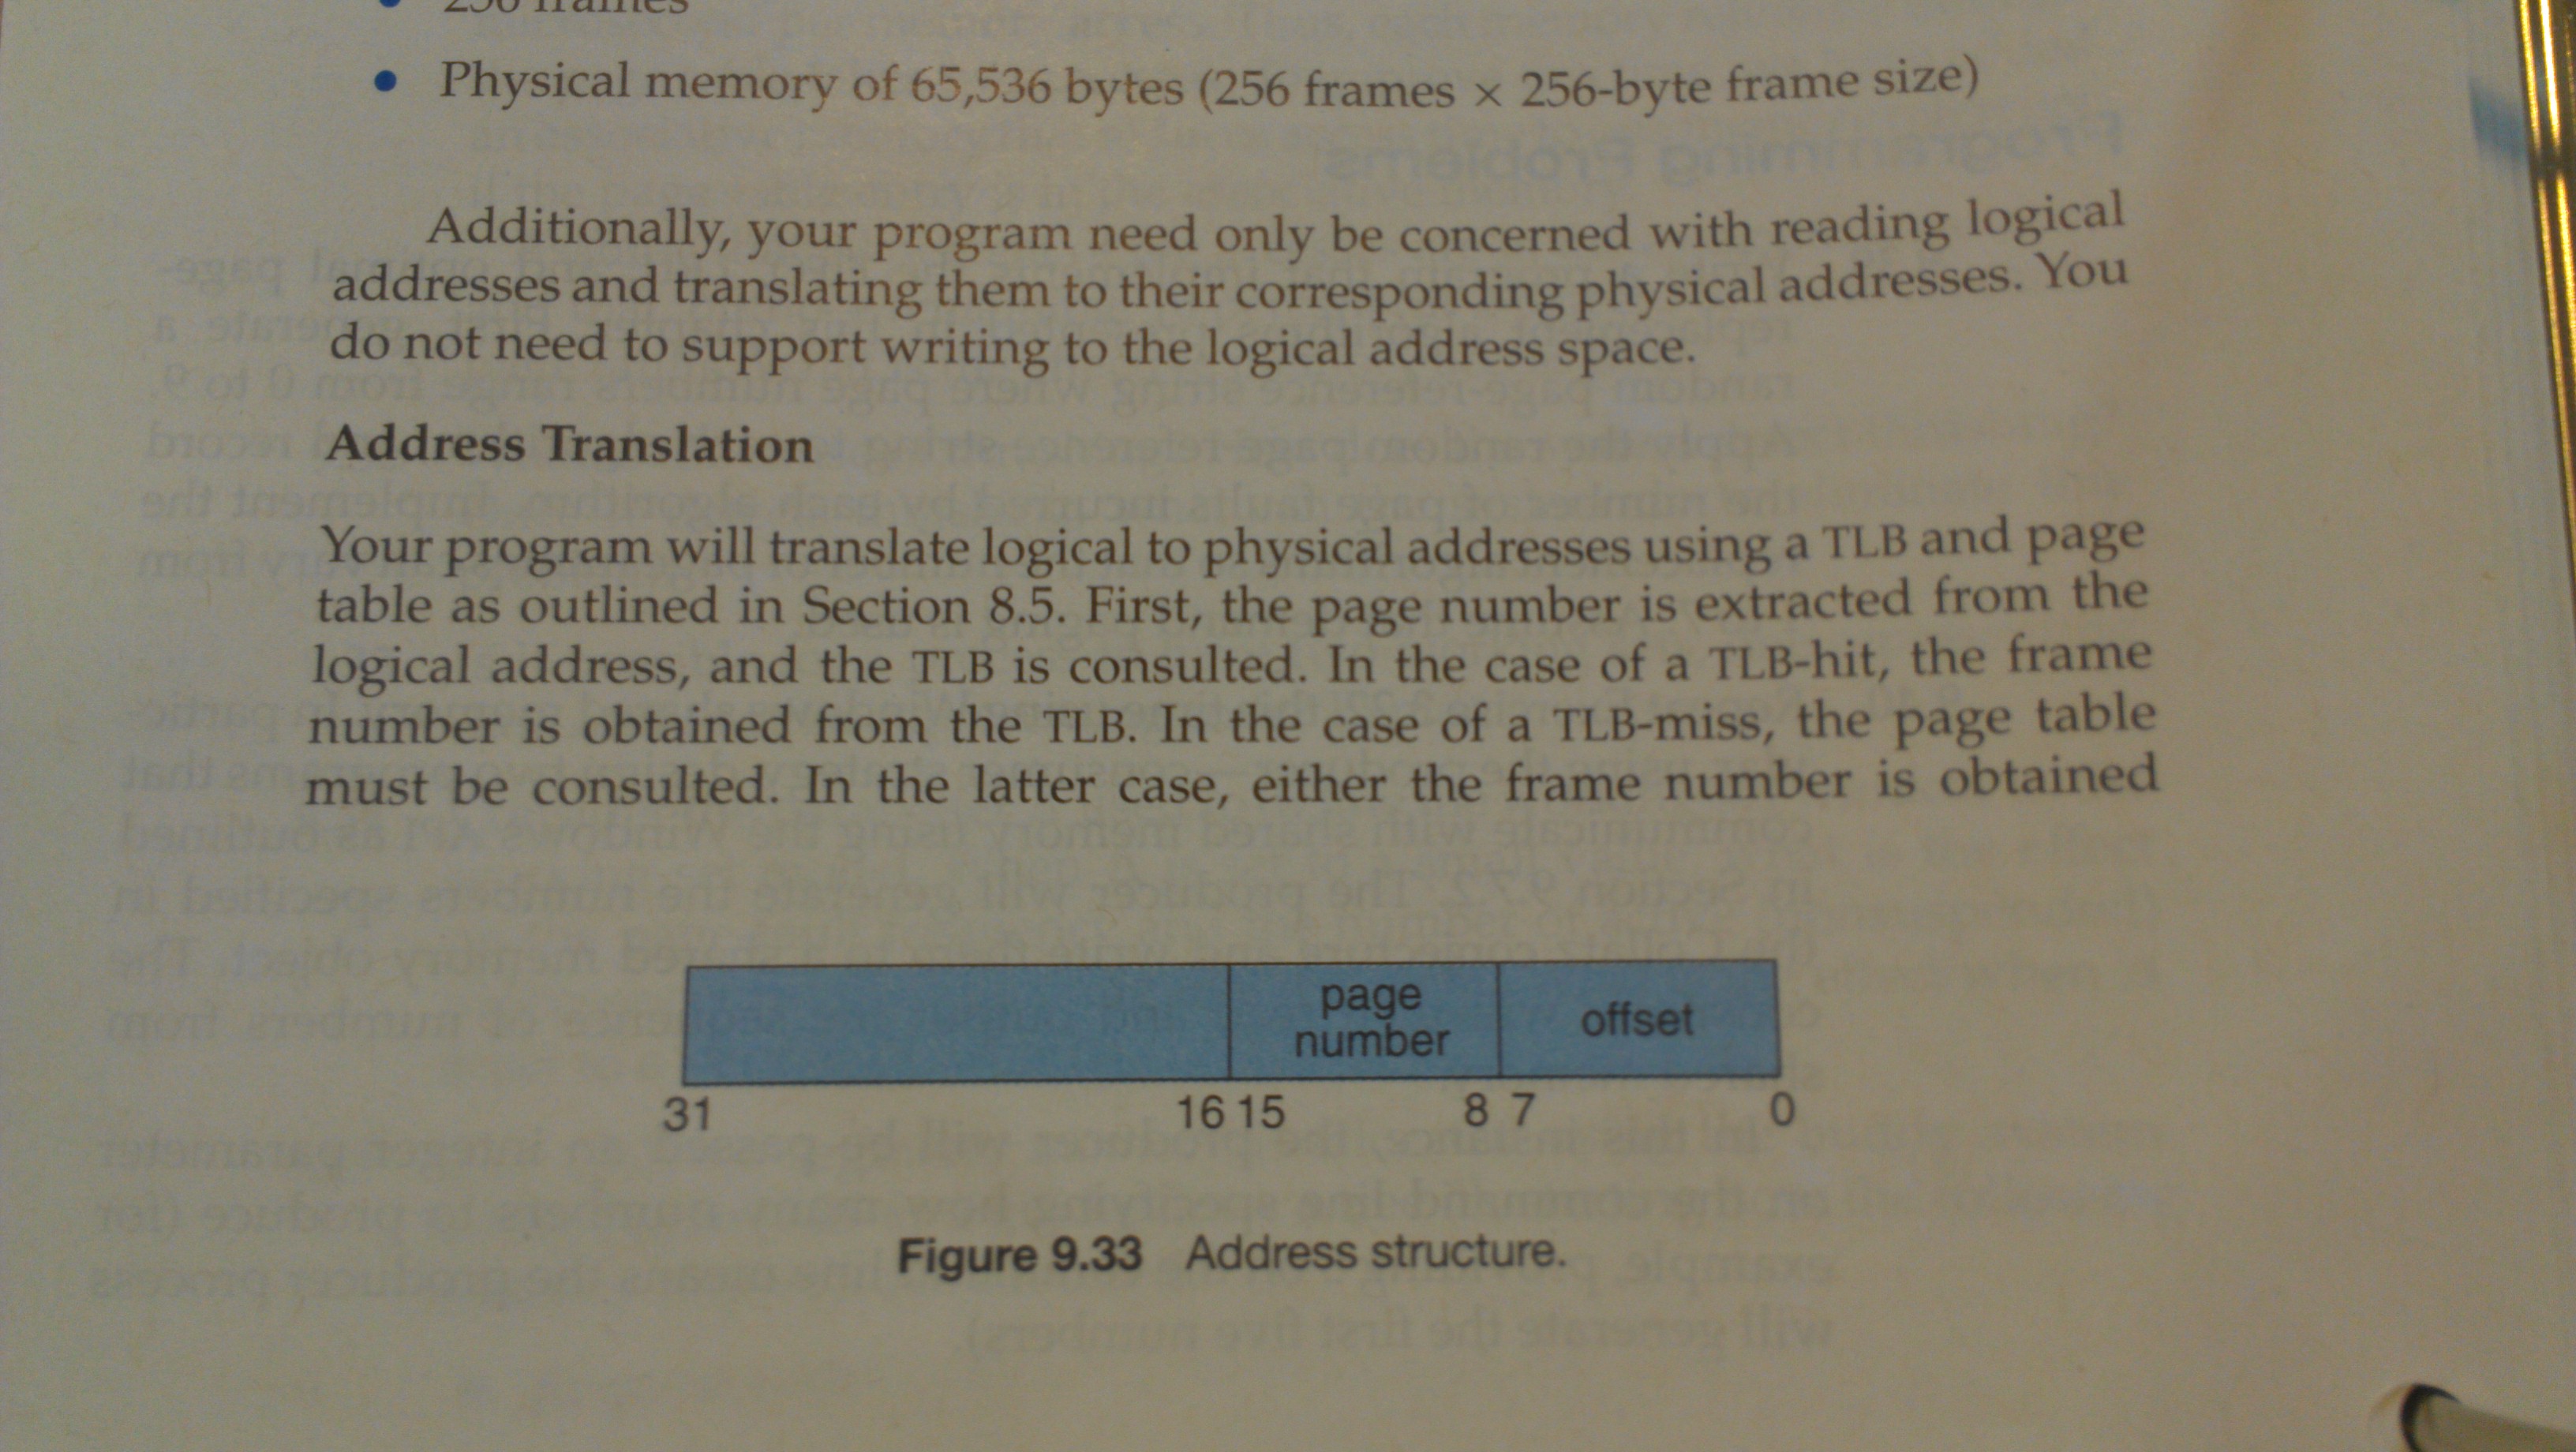 256 frames
• Physical memory of 65,536 bytes (256 frames × 256-byte frame size)
Programming Problems
Additionally, your program need only be concerned with reading logical
addresses and translating them to their corresponding physical addresses. You
do not need to support writing to the logical address space.
Address Translation
Your program will translate logical to physical addresses using a TLB and page
table as outlined in Section 8.5. First, the page number is extracted from the
logical address, and the TLB is consulted. In the case of a TLB-hit, the frame
number is obtained from the TLB. In the case of a TLB-miss, the page table
must be consulted. In the latter case, either the frame number is obtained
page
number
offset
31 16 15 8 7 0
Figure 9.33 Address structure.